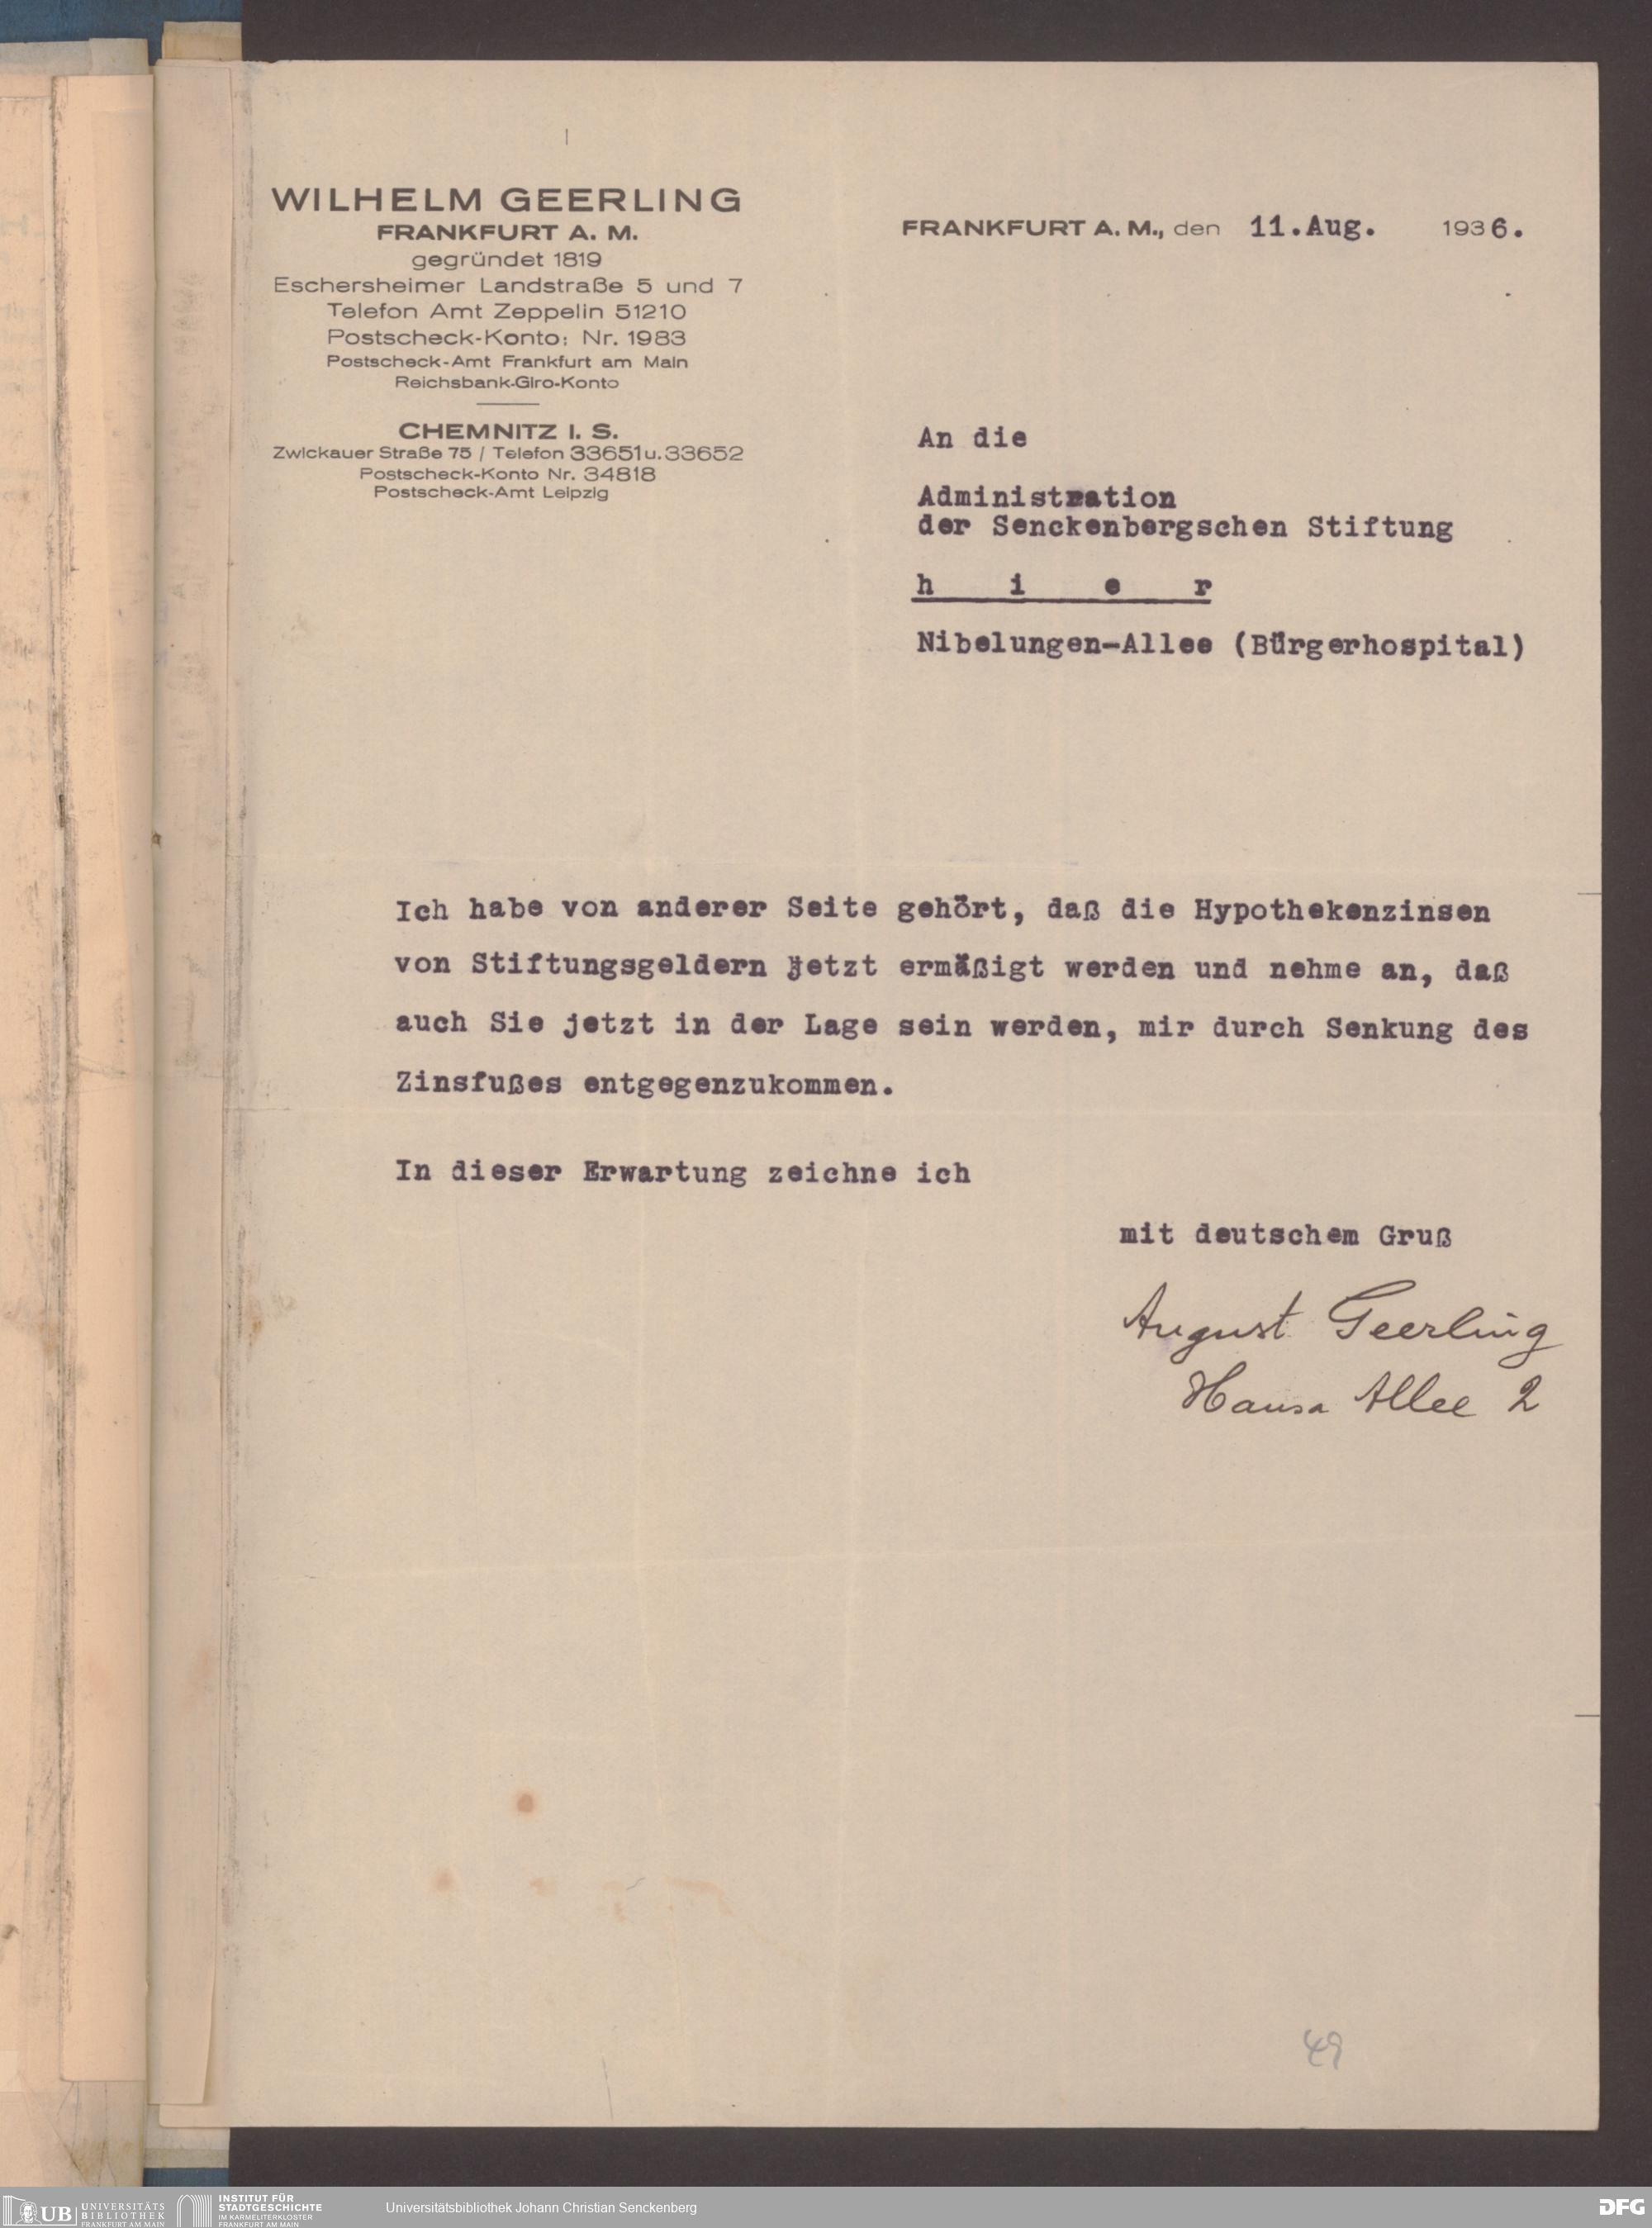 WILHELM GEERLING
FRANKFURT A. M.
gegründet 1819
Eschersheimer Landstraße 5 und 7
Telefon Amt Zeppelin 51210
Postscheck-Konto: Nr. 1983
Postscheck-Amt Frankfurt am Main
Reichsbank-Giro-Konto
CHEMNITZ I. S.
Zwickauer Straße 75 / Telefon 33651 u. 33652
Postscheck-Konto Nr. 34818
Postscheck-Amt Leipzig
FRANKFURT A. M., den 11.Aug. 1936.
An die
Administration
der Senckenbergschen Stiftung
h i e r
Nibelungen-Allee (Bürgerhospital)
Ich habe von anderer Seite gehört, daß die Hypothekenzinsen
von Stiftungsgeldern jetzt ermäßigt werden und nehme an, daß
auch Sie jetzt in der Lage sein werden, mir durch Senkung des
Zinsfußes entgegenzukommen.
In dieser Erwartung zeichne ich
mit deutschem Gruß
August Geerling
Hansa Allee 2
49
UB UNIVERSITÄTS
BIBLIOTHEK
FRANKFURT AM MAIN
INSTITUT FÜR
STADTGESCHICHTE
IM KARMELITERKLOSTER
FRANKFURT AM MAIN
Universitätsbibliothek Johann Christian Senckenberg
DFG